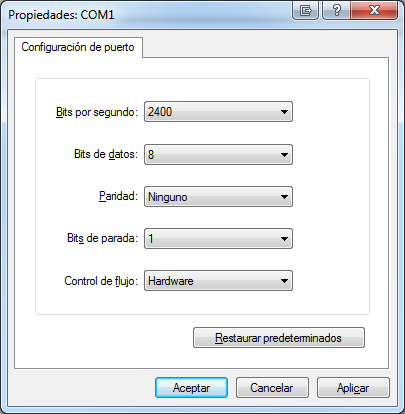 Propiedades: COM1
?
Configuración de puerto
Bits por segundo: 2400
Bits de datos: 8
Paridad: Ninguno
Bits de parada: 1
Control de flujo: Hardware
Restaurar predeterminados
Aceptar Cancelar Aplicar